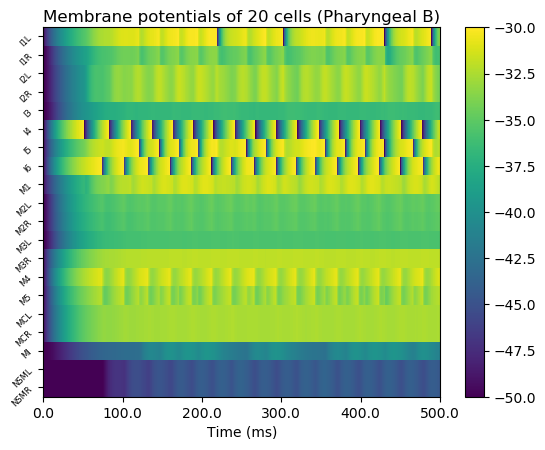 Membrane potentials of 20 cells (Pharyngeal B)
I1L
I1R
I2L
I2R
I3
I4
I5
I6
M1
M2L
M2R
M3L
M3R
M4
M5
MCL
MCR
MI
NSML
NSMR
0.0 100.0 200.0 300.0 400.0 500.0
Time (ms)
−30.0
−32.5
−35.0
−37.5
−40.0
−42.5
−45.0
−47.5
−50.0